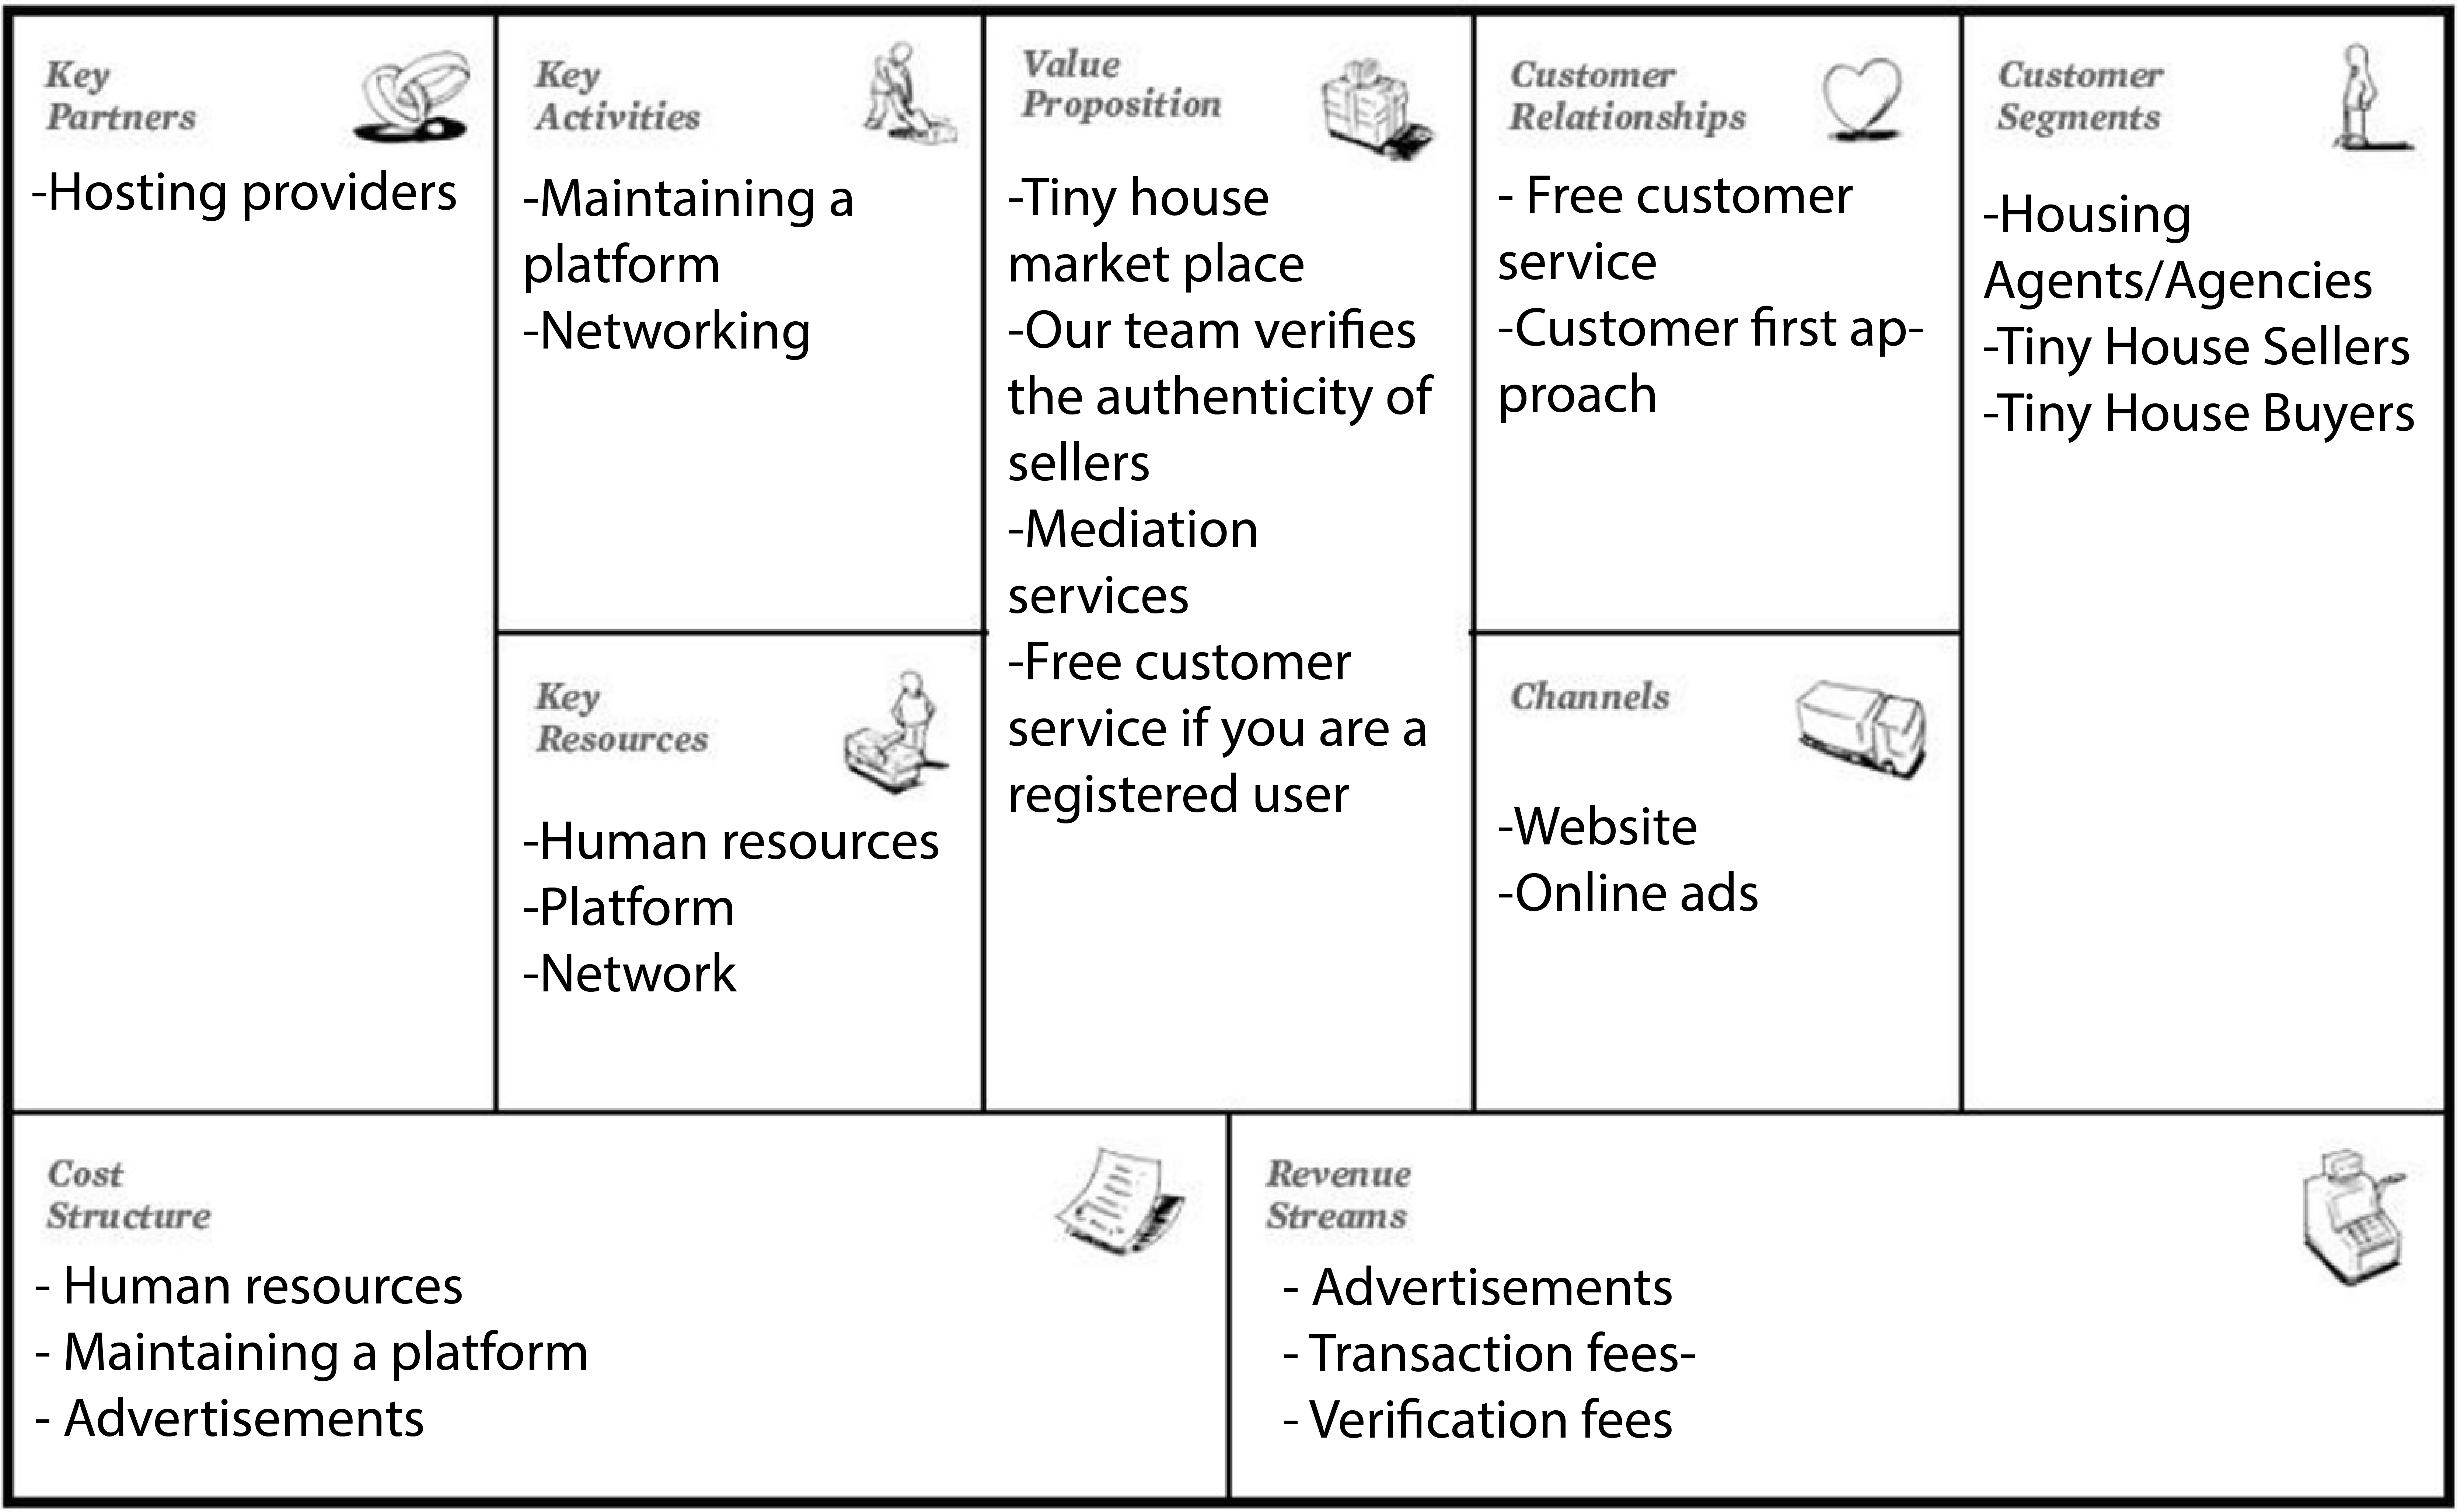 Key
Partners
-Hosting providers
Key
Activities
-Maintaining a
platform
-Networking
Key
Resources
-Human resources
-Platform
-Network
Value
Proposition
-Tiny house
market place
-Our team verifies
the authenticity of
sellers
-Mediation
services
-Free customer
service if you are a
registered user
Customer
Relationships
- Free customer
service
-Customer first ap-
proach
Channels
-Website
-Online ads
Customer
Segments
-Housing
Agents/Agencies
-Tiny House Sellers
-Tiny House Buyers
Cost
Structure
- Human resources
- Maintaining a platform
- Advertisements
Revenue
Streams
- Advertisements
- Transaction fees-
- Verification fees